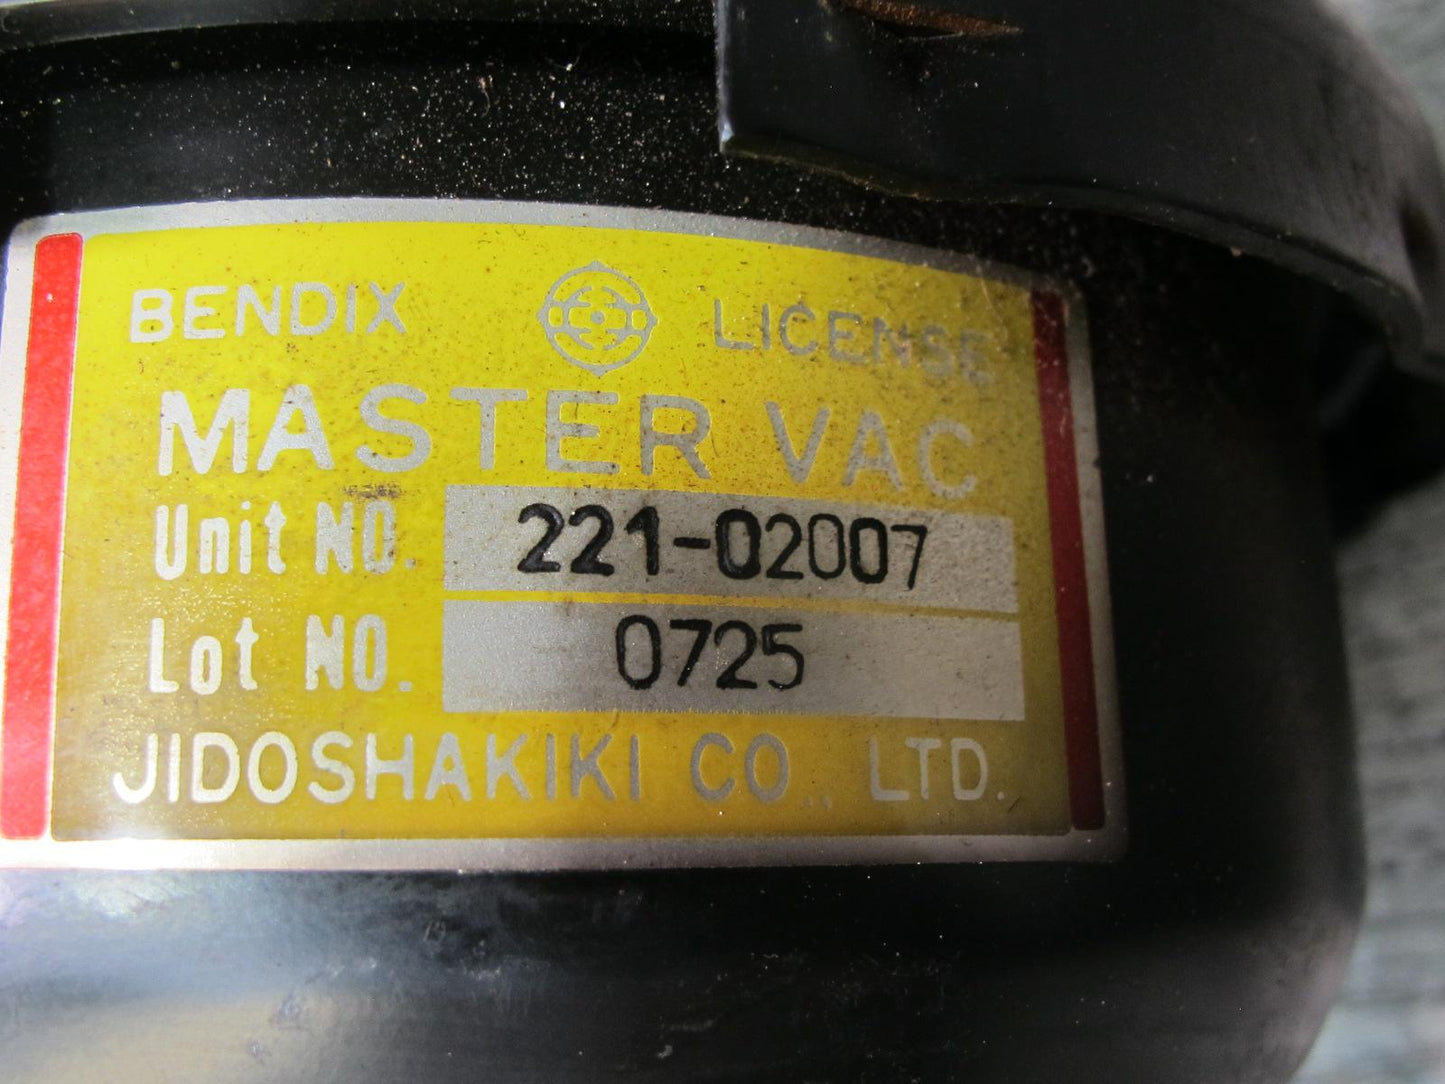 BENDIX LICENSE
MASTER VAC
Unit NO. 221-02007
Lot NO. 0725
JIDOSHAKIKI CO., LTD.